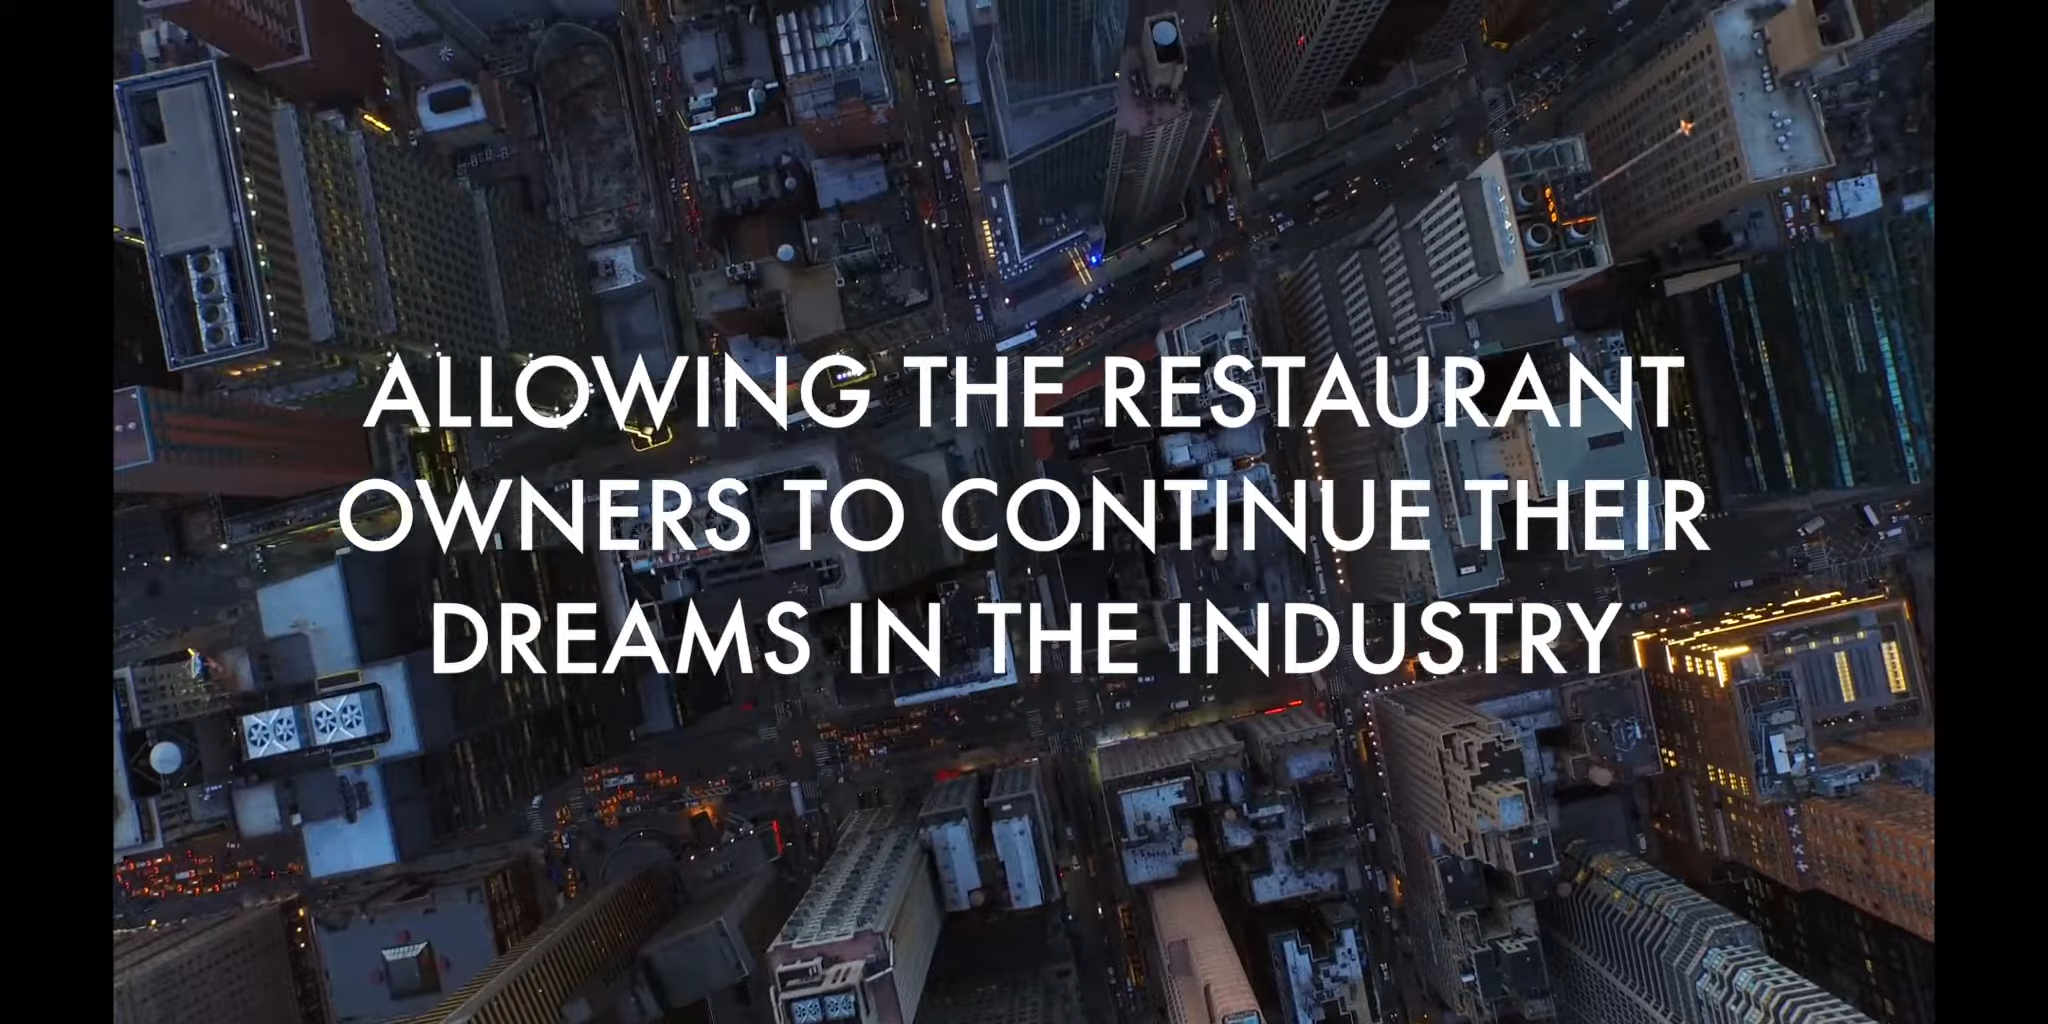 ALLOWING THE RESTAURANT
OWNERS TO CONTINUE THEIR
DREAMS IN THE INDUSTRY